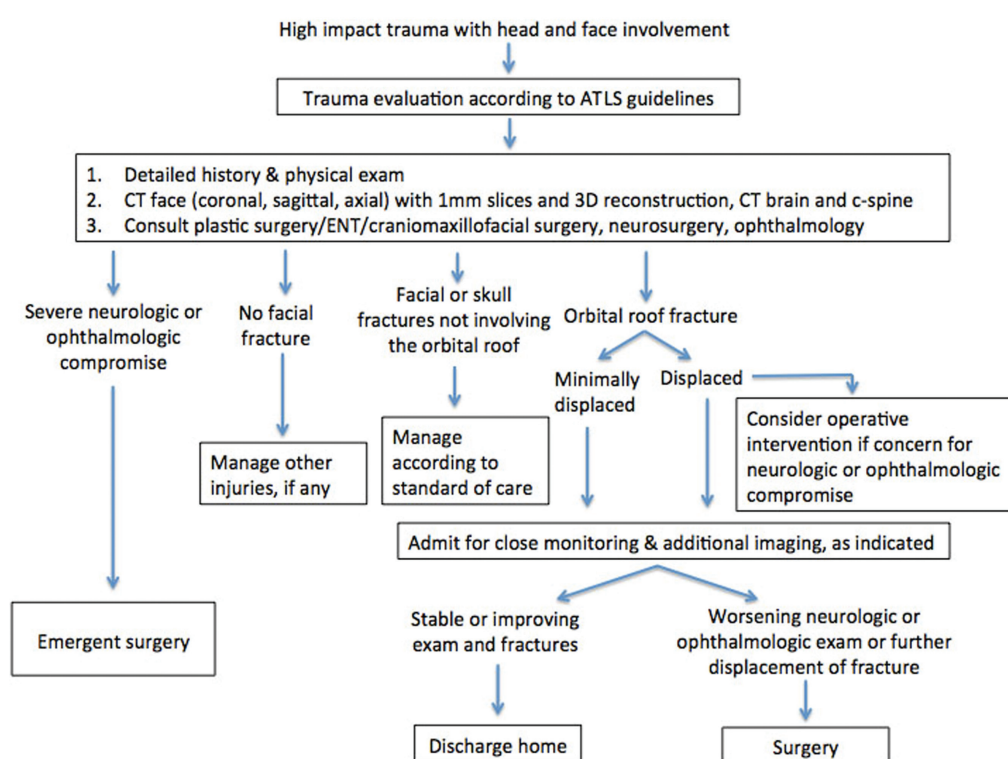 High impact trauma with head and face involvement
Trauma evaluation according to ATLS guidelines
1. Detailed history & physical exam
2. CT face (coronal, sagittal, axial) with 1mm slices and 3D reconstruction, CT brain and c-spine
3. Consult plastic surgery/ENT/craniomaxillofacial surgery, neurosurgery, ophthalmology
Severe neurologic or
ophthalmologic
compromise
No facial
fracture
Facial or skull
fractures not involving
the orbital roof
Orbital roof fracture
Minimally
displaced
Displaced
Manage other
injuries, if any
Manage
according to
standard of care
Consider operative
intervention if concern for
neurologic or ophthalmologic
compromise
Admit for close monitoring & additional imaging, as indicated
Emergent surgery
Stable or improving
exam and fractures
Worsening neurologic or
ophthalmologic exam or further
displacement of fracture
Discharge home
Surgery